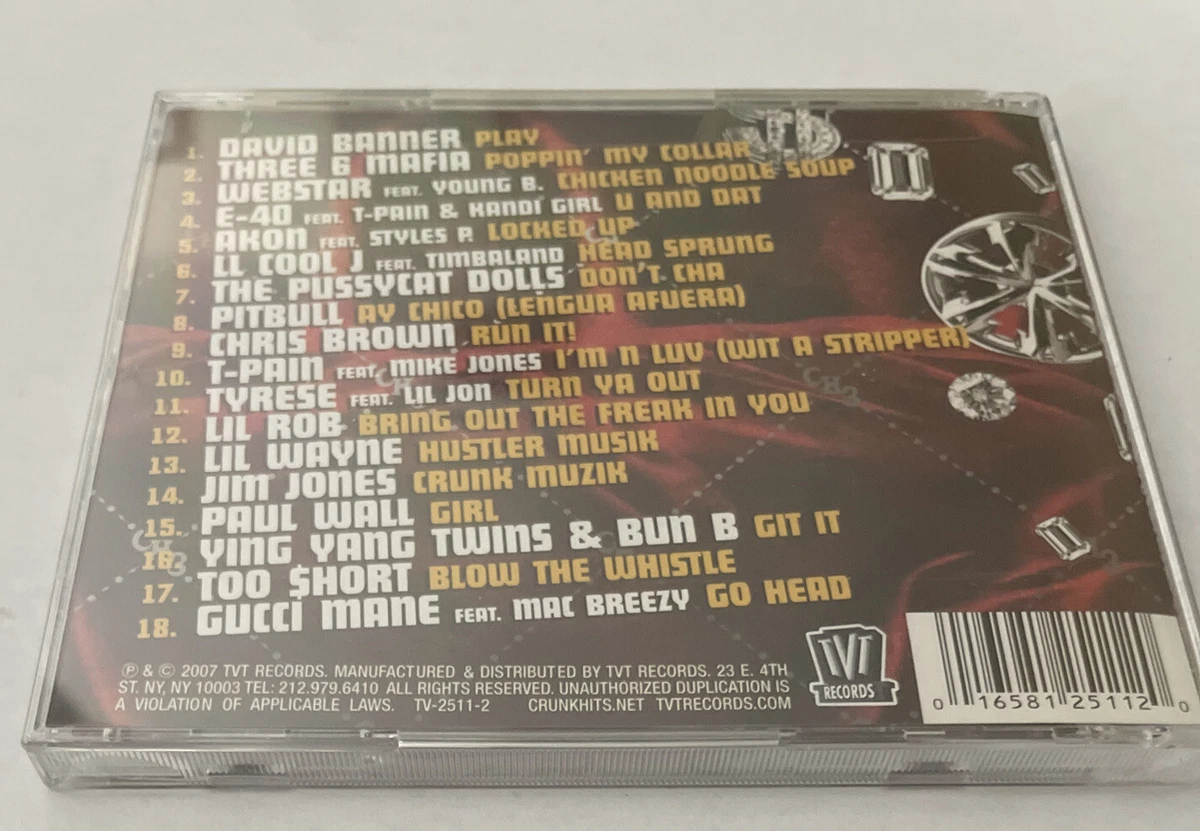 1. DAVID BANNER PLAY
2. THREE 6 MAFIA POPPIN' MY COLLAR
3. WEBSTAR FEAT. YOUNG B. CHICKEN NOODLE SOUP
4. E-40 FEAT. T-PAIN & KANDI GIRL U AND DAT
5. AKON FEAT. STYLES P. LOCKED UP
6. LL COOL J FEAT. TIMBALAND HEAD SPRUNG
7. THE PUSSYCAT DOLLS DON'T CHA
8. PITBULL AY CHICO (LENGUA AFUERA)
9. CHRIS BROWN RUN IT!
10. T-PAIN FEAT. MIKE JONES I'M N LUV (WIT A STRIPPER)
11. TYRESE FEAT. LIL JON TURN YA OUT
12. LIL ROB BRING OUT THE FREAK IN YOU
13. LIL WAYNE HUSTLER MUSIK
14. JIM JONES CRUNK MUZIK
15. PAUL WALL GIRL
16. YING YANG TWINS & BUN B GIT IT
17. TOO $HORT BLOW THE WHISTLE
18. GUCCI MANE FEAT. MAC BREEZY GO HEAD
℗ & © 2007 TVT RECORDS. MANUFACTURED & DISTRIBUTED BY TVT RECORDS. 23 E. 4TH
ST. NY, NY 10003 TEL: 212.979.6410 ALL RIGHTS RESERVED. UNAUTHORIZED DUPLICATION IS
A VIOLATION OF APPLICABLE LAWS. TV-2511-2 CRUNKHITS.NET TVTRECORDS.COM
TVT
RECORDS
0 16581 25112 0